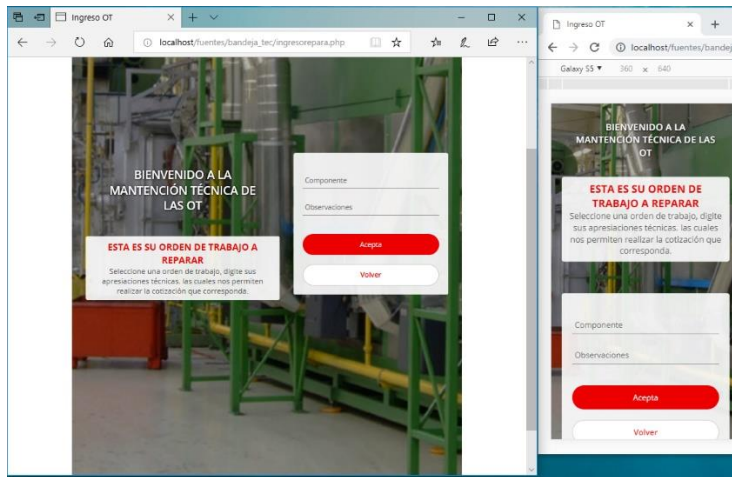 Ingreso OT
localhost/fuentes/bandeja_tec/ingresorepara.php
BIENVENIDO A LA
MANTENCIÓN TÉCNICA DE
LAS OT
ESTA ES SU ORDEN DE TRABAJO A
REPARAR
Seleccione una orden de trabajo, digite sus
apresiaciones técnicas. las cuales nos permiten
realizar la cotización que corresponda.
Componente
Observaciones
Acepta
Volver
Ingreso OT
localhost/fuentes/bandej
Galaxy S5 ▼ 360 x 640
BIENVENIDO A LA
MANTENCIÓN TÉCNICA DE LAS
OT
ESTA ES SU ORDEN DE
TRABAJO A REPARAR
Seleccione una orden de trabajo, digite
sus apresiaciones técnicas. las cuales
nos permiten realizar la cotización que
corresponda.
Componente
Observaciones
Acepta
Volver